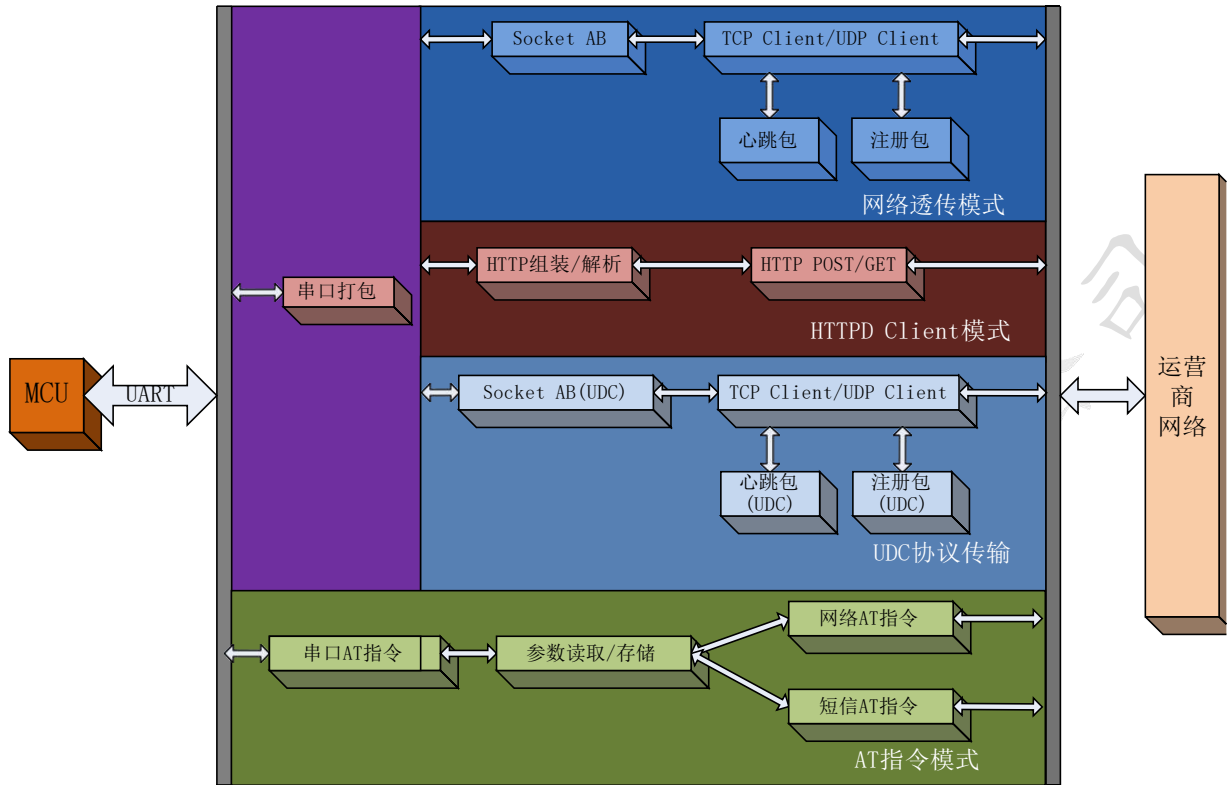 Socket AB
TCP Client/UDP Client
心跳包
注册包
网络透传模式
HTTP组装/解析
HTTP POST/GET
串口打包
HTTPD Client模式
MCU
UART
运营
商
网络
Socket AB(UDC)
TCP Client/UDP Client
心跳包
(UDC)
注册包
(UDC)
UDC协议传输
网络AT指令
串口AT指令
参数读取/存储
短信AT指令
AT指令模式
司